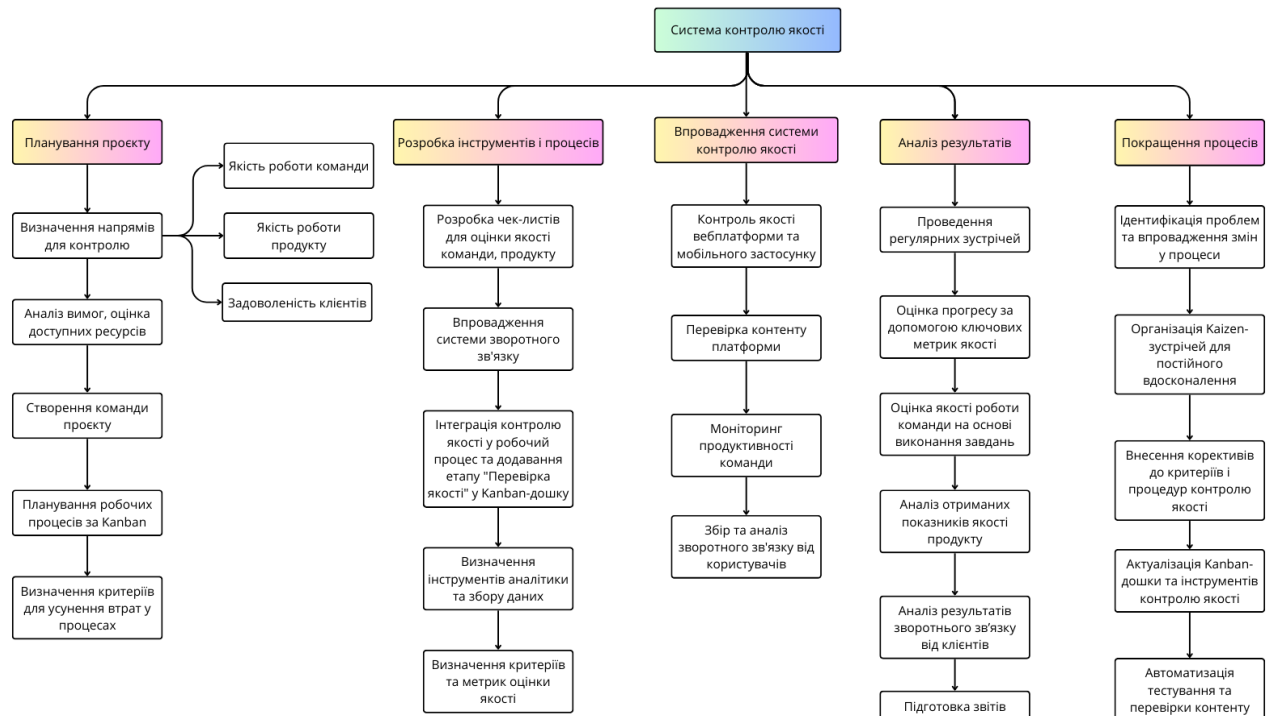 Система контролю якості
Планування проєкту
Визначення напрямів
для контролю
Якість роботи команди
Якість роботи
продукту
Задоволеність клієнтів
Аналіз вимог, оцінка
доступних ресурсів
Створення команди
проєкту
Планування робочих
процесів за Kanban
Визначення критеріїв
для усунення втрат у
процесах
Розробка інструментів і процесів
Розробка чек-листів
для оцінки якості
команди, продукту
Впровадження
системи зворотного
зв'язку
Інтеграція контролю
якості у робочий
процес та додавання
етапу "Перевірка
якості" у Kanban-дошку
Визначення
інструментів аналітики
та збору даних
Визначення критеріїв
та метрик оцінки
якості
Впровадження системи
контролю якості
Контроль якості
вебплатформи та
мобільного застосунку
Перевірка контенту
платформи
Моніторинг
продуктивності
команди
Збір та аналіз
зворотного зв'язку від
користувачів
Аналіз результатів
Проведення
регулярних зустрічей
Оцінка прогресу за
допомогою ключових
метрик якості
Оцінка якості роботи
команди на основі
виконання завдань
Аналіз отриманих
показників якості
продукту
Аналіз результатів
зворотнього зв’язку
від клієнтів
Підготовка звітів
Покращення процесів
Ідентифікація проблем
та впровадження змін
у процеси
Організація Kaizen-
зустрічей для
постійного
вдосконалення
Внесення корективів
до критеріїв і
процедур контролю
якості
Актуалізація Kanban-
дошки та інструментів
контролю якості
Автоматизація
тестування та
перевірки контенту